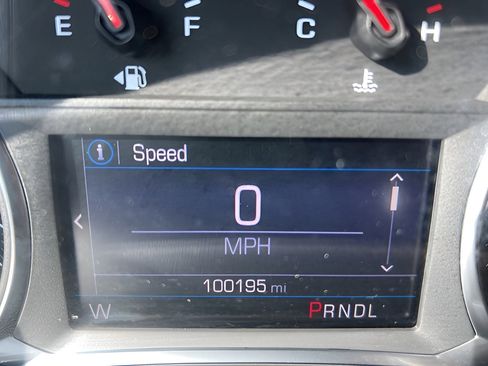 E F C H
Speed
0
MPH
100195 mi
W PRNDL